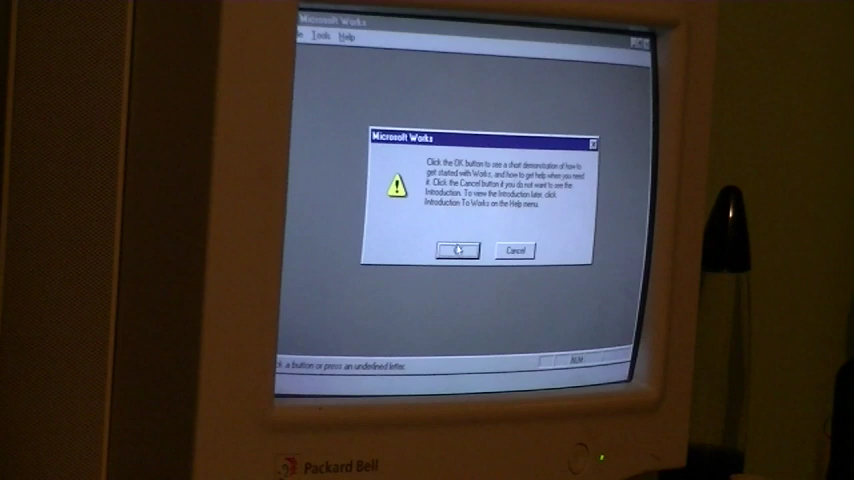 Microsoft Works
Tools Help
Microsoft Works
Click the OK button to see a short demonstration of how to
get started with Works, and how to get help when you need
it. Click the Cancel button if you do not want to see the
Introduction. To view the Introduction later, click
Introduction To Works on the Help menu.
Cancel
a button or press an underlined letter.
NUM
Packard Bell